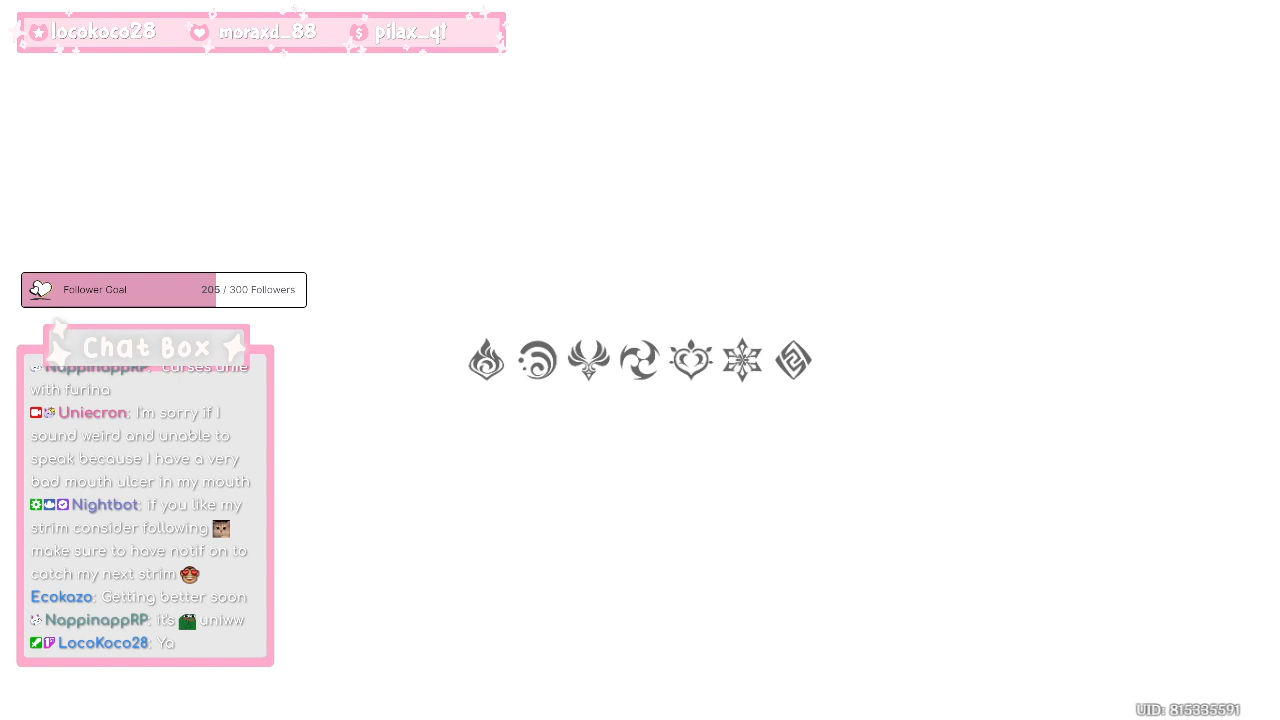 locokoco28 moraxd_88 pilax_qt
Follower Goal 205 / 300 Followers
Chat Box
NappinappRP: curses unie
with furina
Uniecron: I'm sorry if I
sound weird and unable to
speak because I have a very
bad mouth ulcer in my mouth
Nightbot: if you like my
strim consider following
make sure to have notif on to
catch my next strim
Ecokazo: Getting better soon
NappinappRP: it's uniww
LocoKoco28: Ya
UID: 815335591